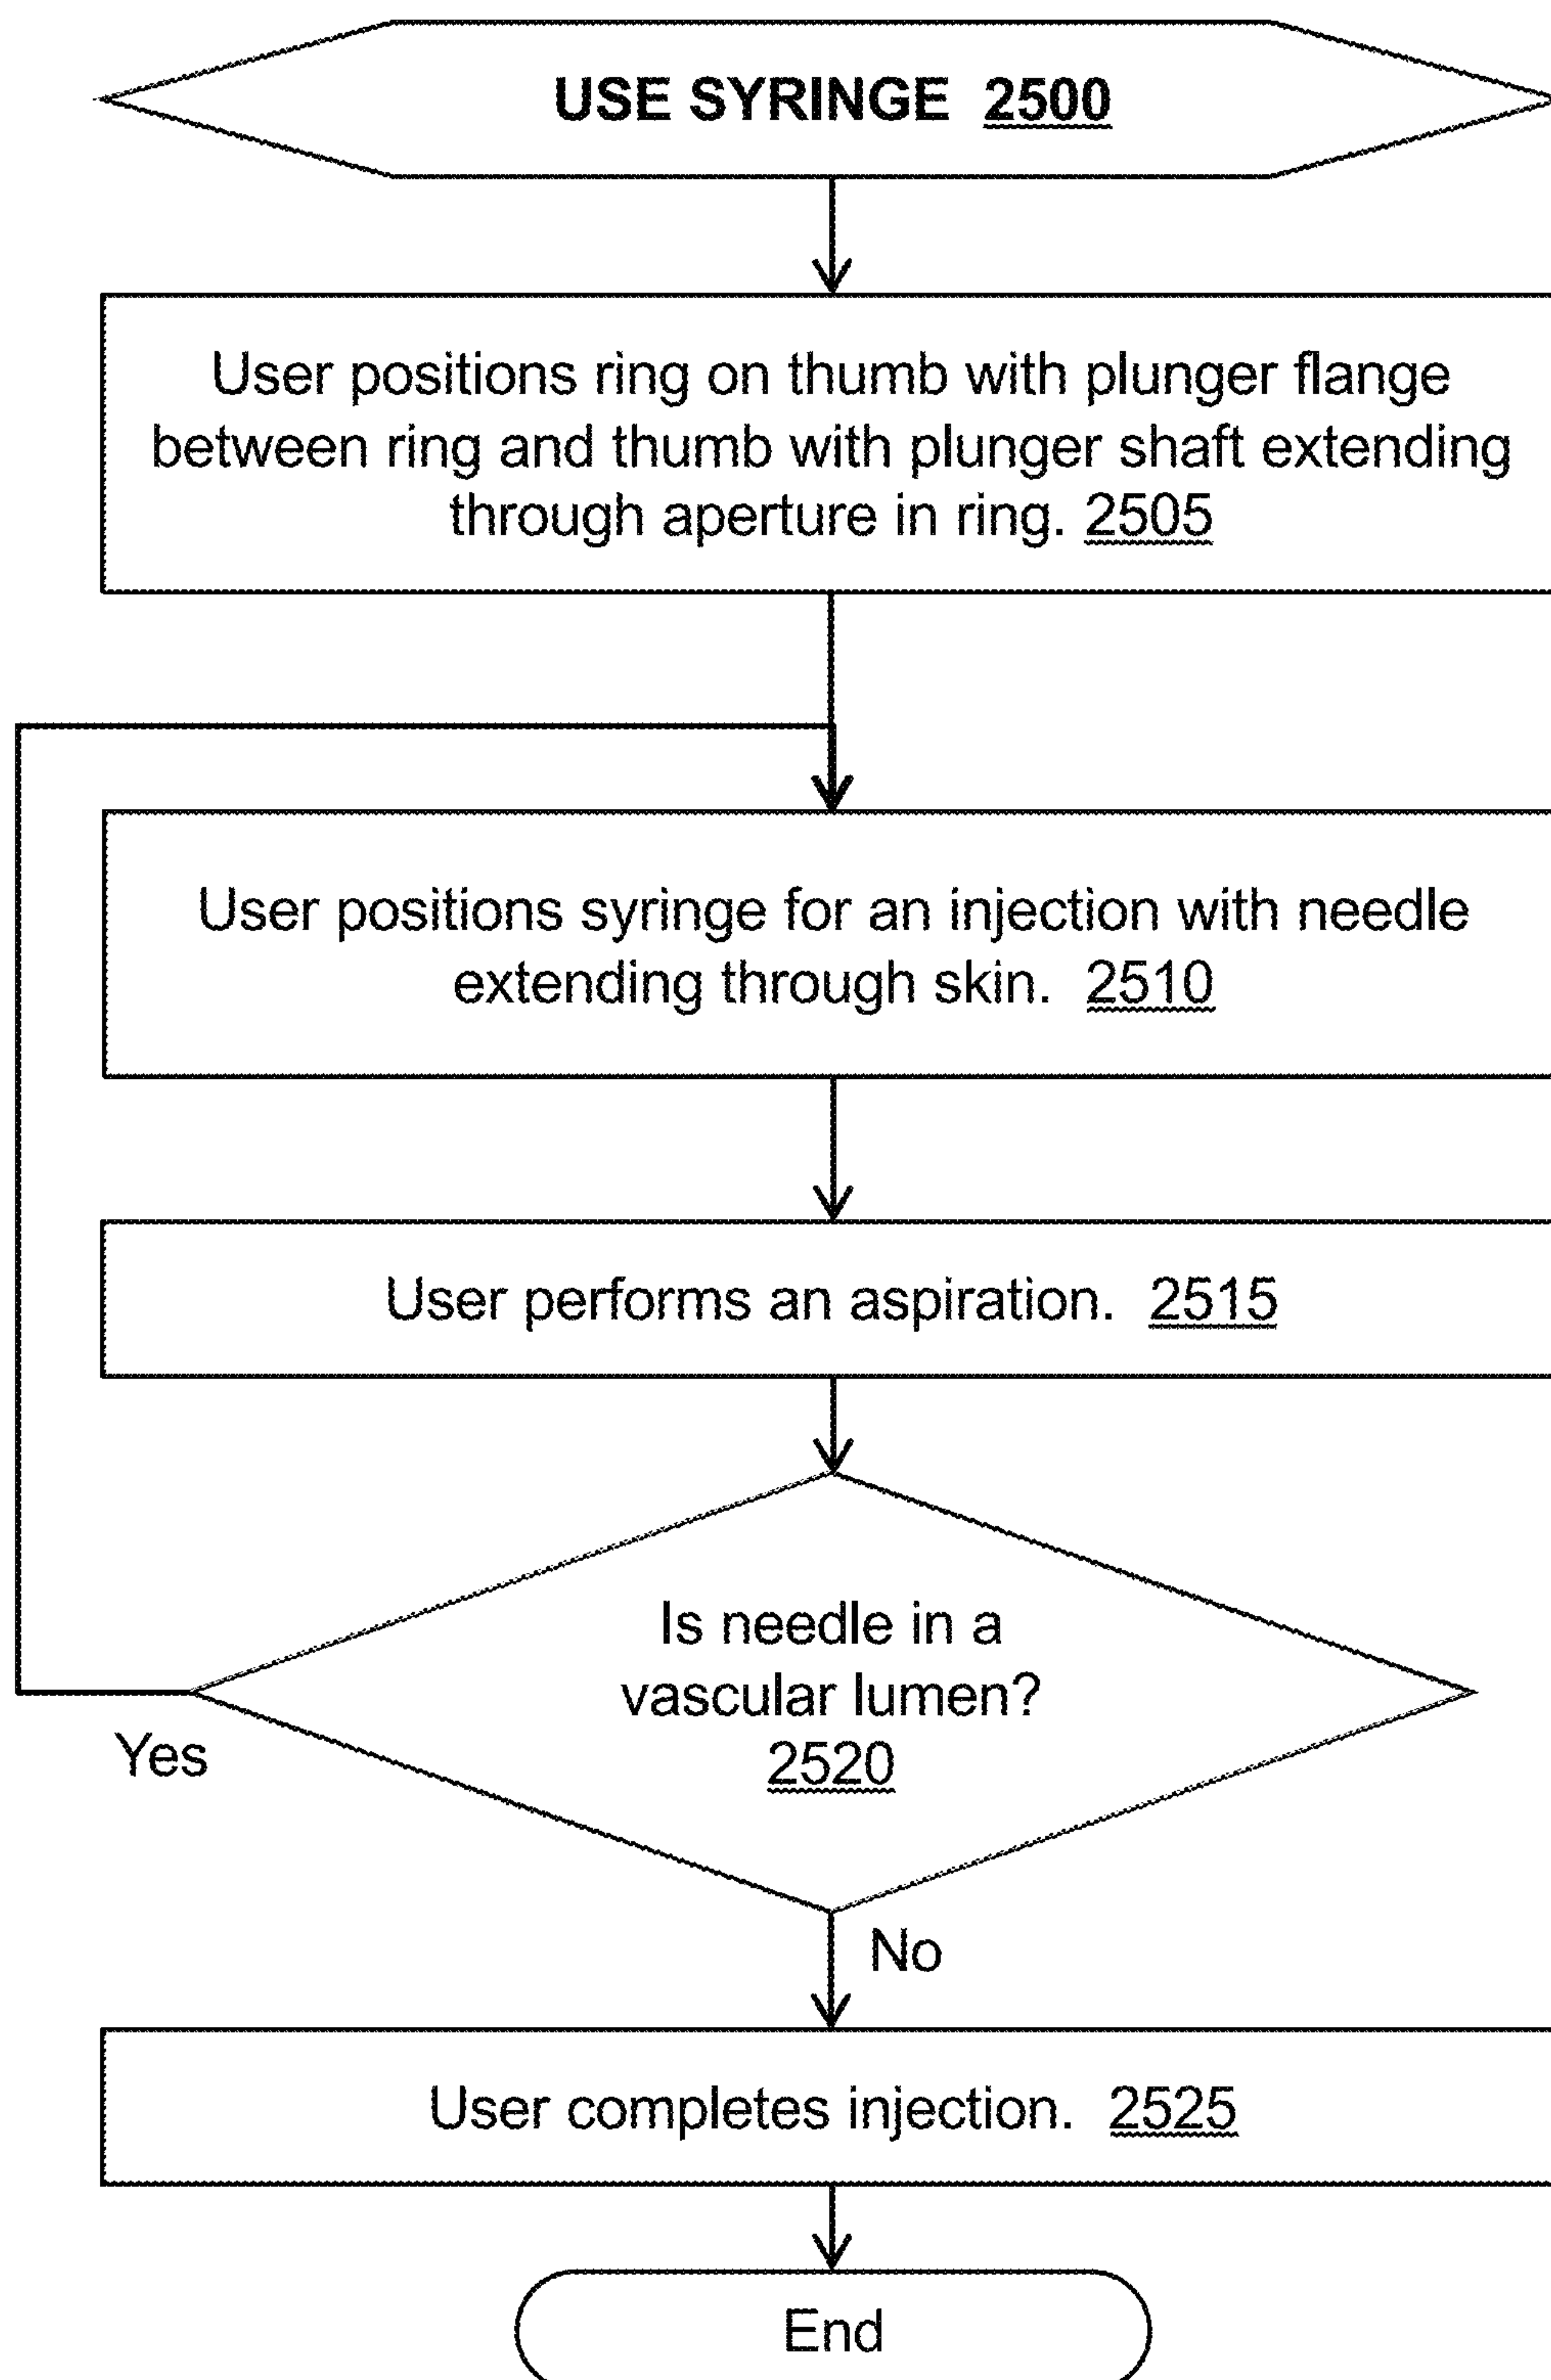 USE SYRINGE 2500
User positions ring on thumb with plunger flange
between ring and thumb with plunger shaft extending
through aperture in ring. 2505
User positions syringe for an injection with needle
extending through skin. 2510
User performs an aspiration. 2515
Is needle in a
vascular lumen?
2520
Yes
No
User completes injection. 2525
End